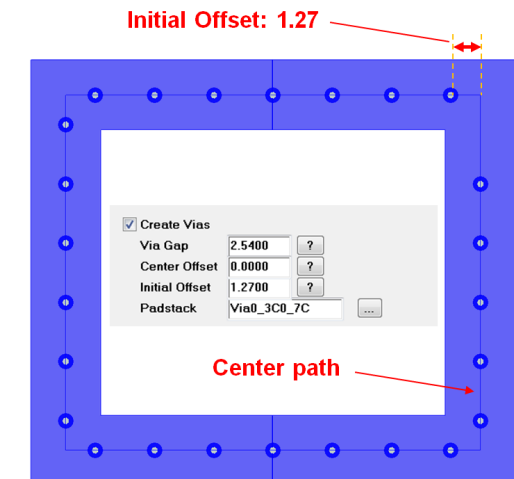 Initial Offset: 1.27
Create Vias
Via Gap 2.5400 ?
Center Offset 0.0000 ?
Initial Offset 1.2700 ?
Padstack Via0_3C0_7C ...
Center path